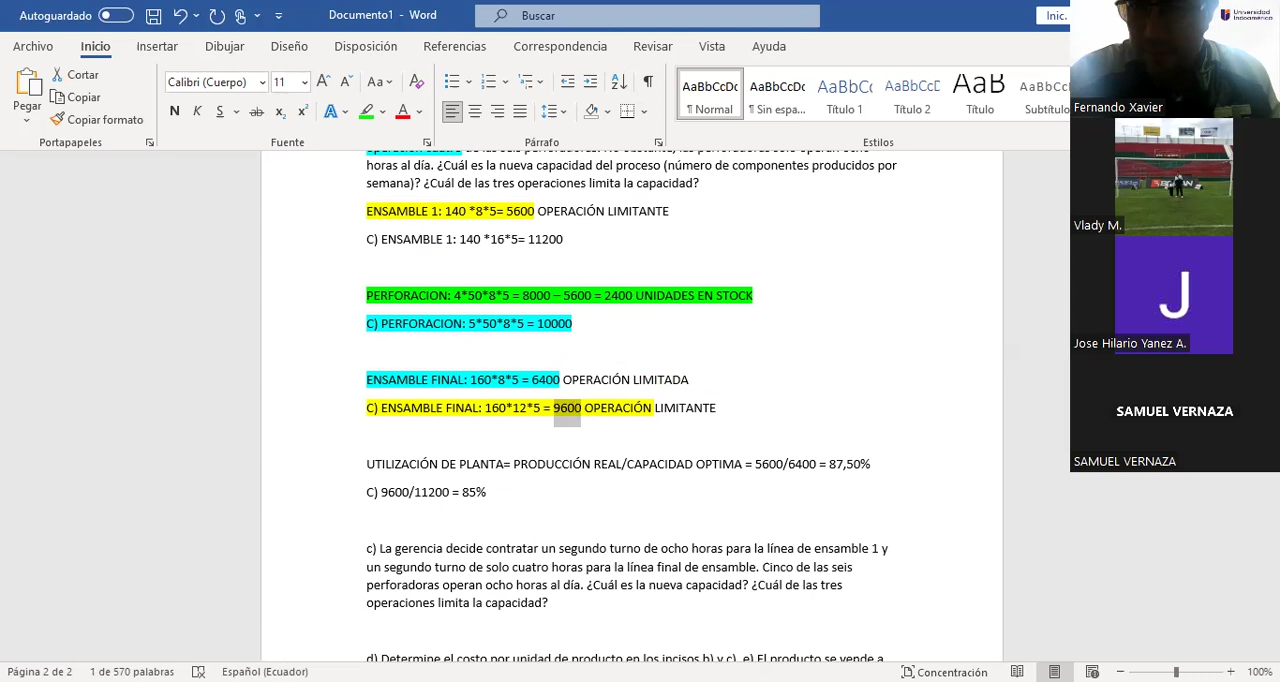 Autoguardado
Documento1 - Word
Buscar
Inic.
Universidad
Indoamérica
Archivo Inicio Insertar Dibujar Diseño Disposición Referencias Correspondencia Revisar Vista Ayuda
Pegar
Cortar
Copiar
Copiar formato
Portapapeles
Calibri (Cuerpo) 11
Fuente
Párrafo
AaBbCcDc AaBbCcDc AaBbCcD AaBbCcD AaB AaBbCcD
¶ Normal ¶ Sin espa... Título 1 Título 2 Título Subtítulo
Estilos
horas al día. ¿Cuál es la nueva capacidad del proceso (número de componentes producidos por
semana)? ¿Cuál de las tres operaciones limita la capacidad?
ENSAMBLE 1: 140 *8*5= 5600 OPERACIÓN LIMITANTE
C) ENSAMBLE 1: 140 *16*5= 11200
PERFORACION: 4*50*8*5 = 8000 – 5600 = 2400 UNIDADES EN STOCK
C) PERFORACION: 5*50*8*5 = 10000
ENSAMBLE FINAL: 160*8*5 = 6400 OPERACIÓN LIMITADA
C) ENSAMBLE FINAL: 160*12*5 = 9600 OPERACIÓN LIMITANTE
UTILIZACIÓN DE PLANTA= PRODUCCIÓN REAL/CAPACIDAD OPTIMA = 5600/6400 = 87,50%
C) 9600/11200 = 85%
c) La gerencia decide contratar un segundo turno de ocho horas para la línea de ensamble 1 y
un segundo turno de solo cuatro horas para la línea final de ensamble. Cinco de las seis
perforadoras operan ocho horas al día. ¿Cuál es la nueva capacidad? ¿Cuál de las tres
operaciones limita la capacidad?
d) Determine el costo por unidad de producto en los incisos b) y c). e) El producto se vende a
Fernando Xavier
Vlady M.
J
Jose Hilario Yanez A.
SAMUEL VERNAZA
SAMUEL VERNAZA
Página 2 de 2 1 de 570 palabras Español (Ecuador) Concentración 100%